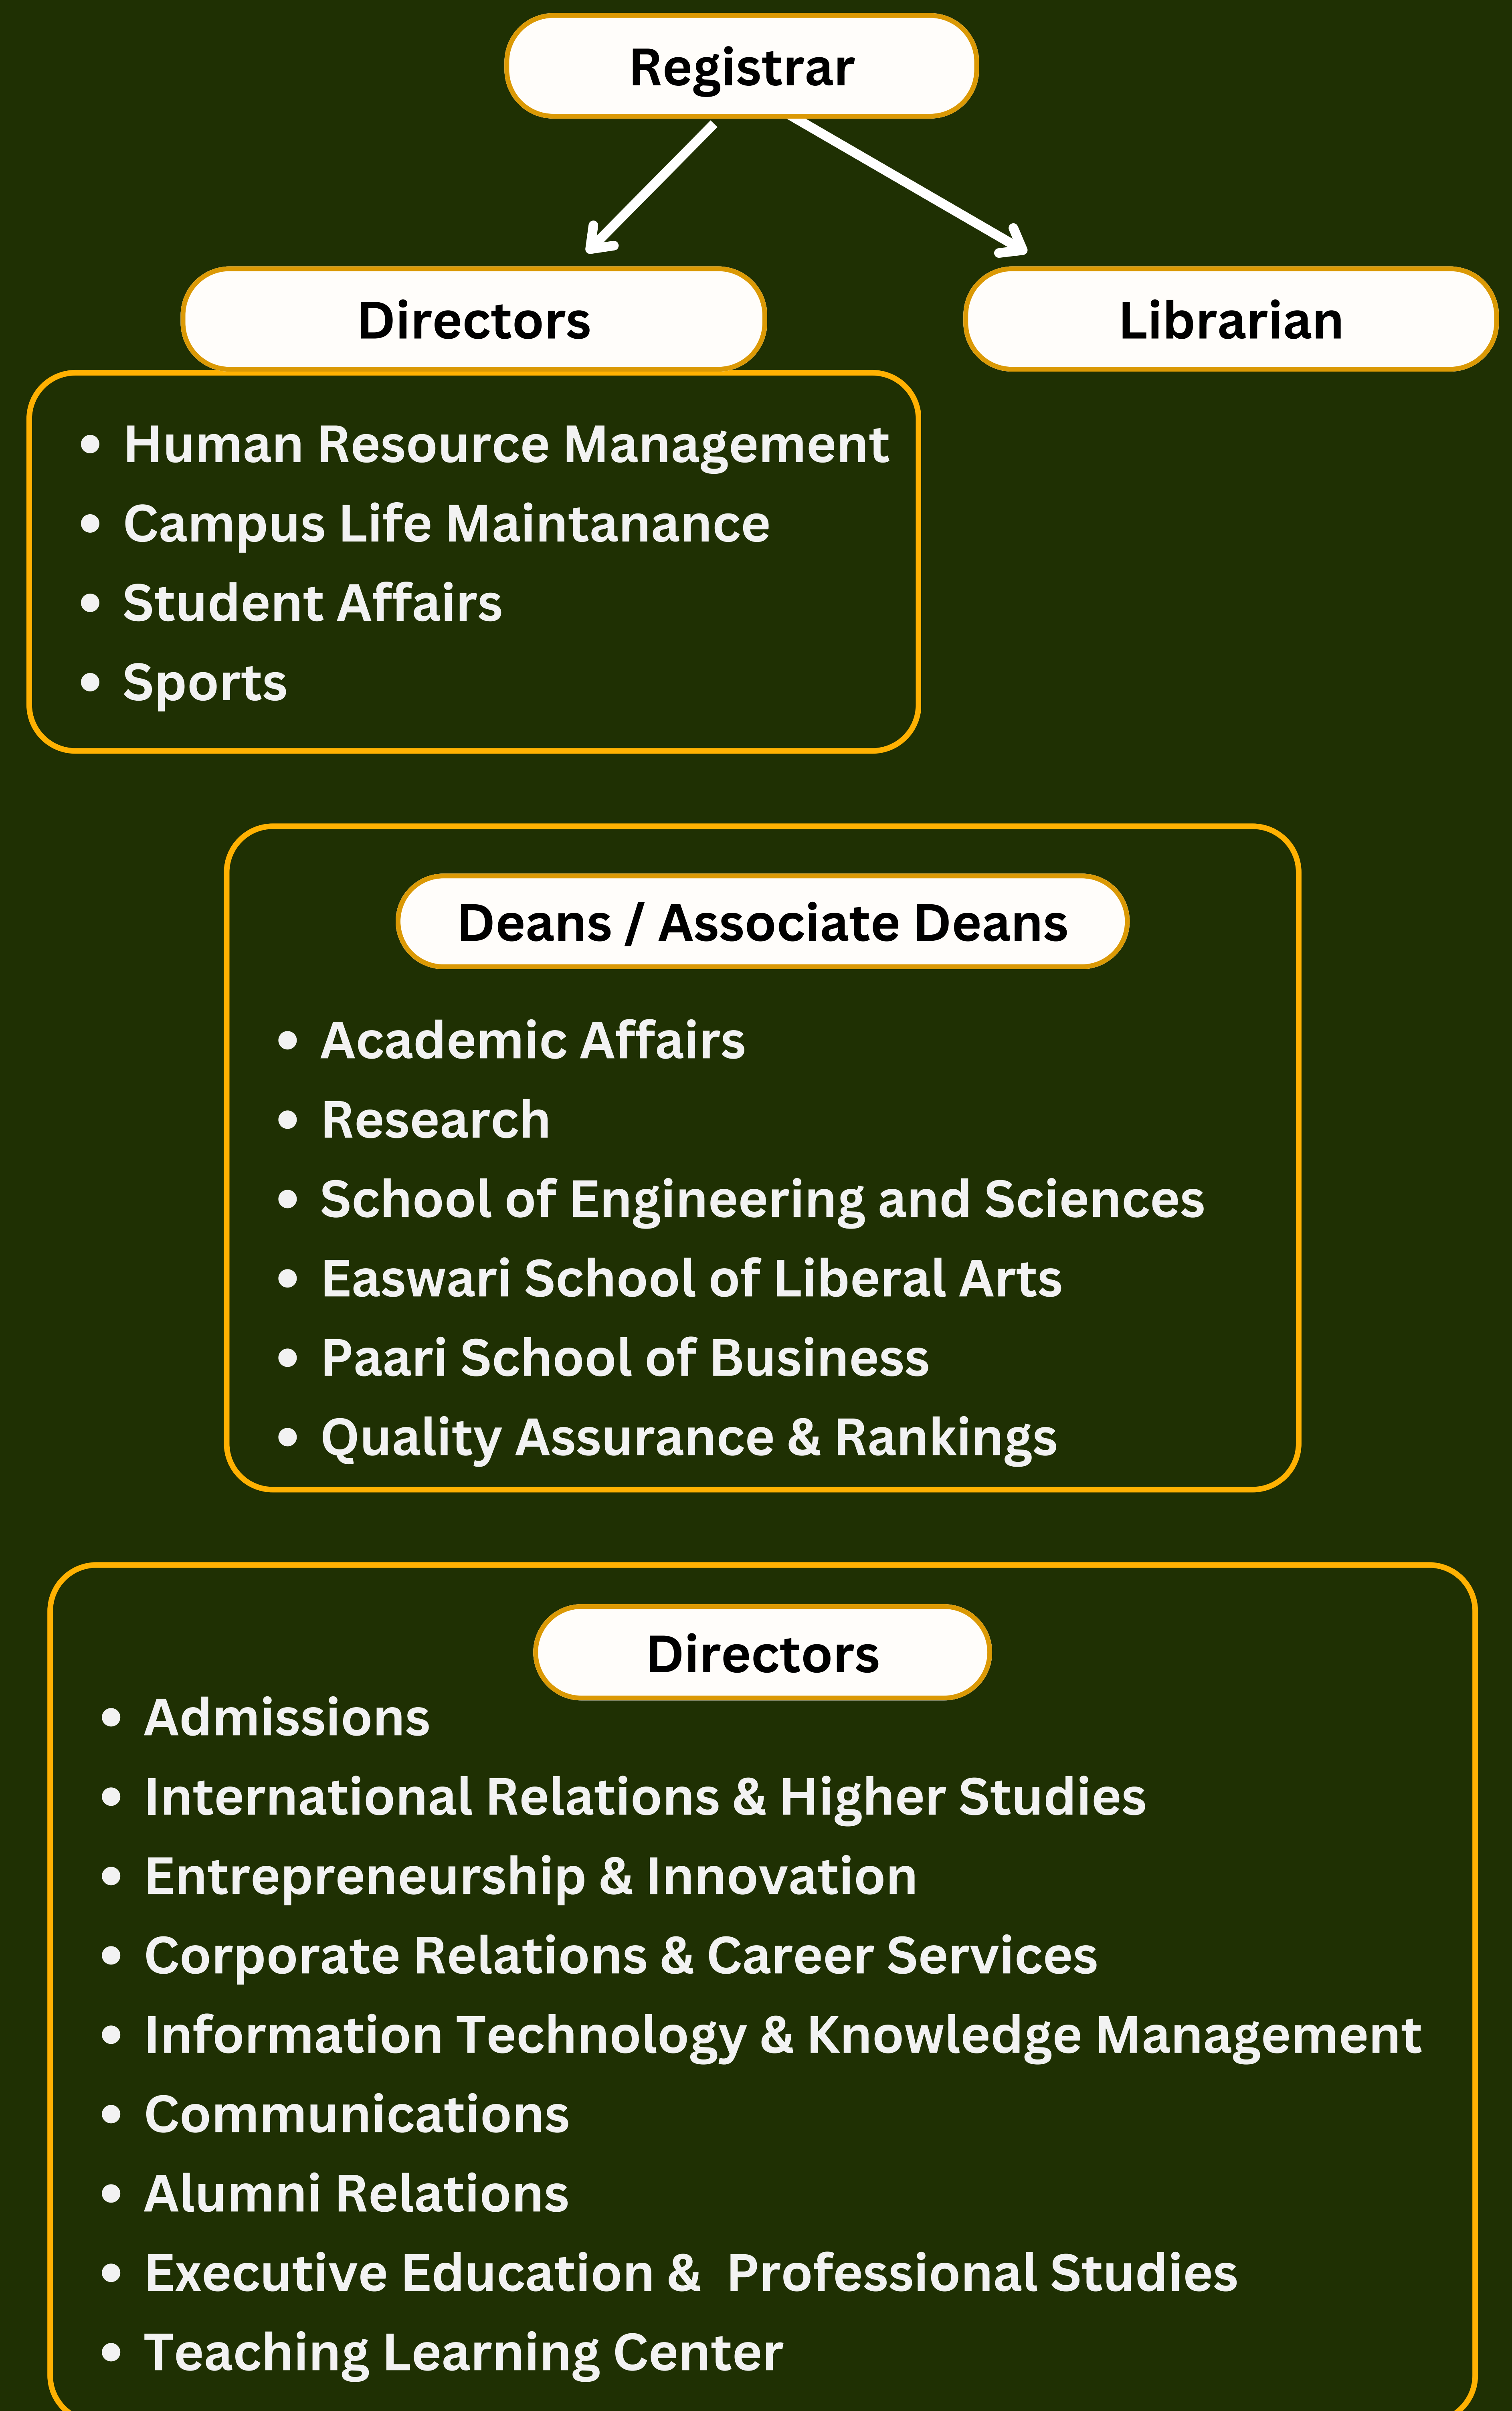 Registrar
Directors
Librarian
• Human Resource Management
• Campus Life Maintanance
• Student Affairs
• Sports
Deans / Associate Deans
• Academic Affairs
• Research
• School of Engineering and Sciences
• Easwari School of Liberal Arts
• Paari School of Business
• Quality Assurance & Rankings
Directors
• Admissions
• International Relations & Higher Studies
• Entrepreneurship & Innovation
• Corporate Relations & Career Services
• Information Technology & Knowledge Management
• Communications
• Alumni Relations
• Executive Education &  Professional Studies
• Teaching Learning Center